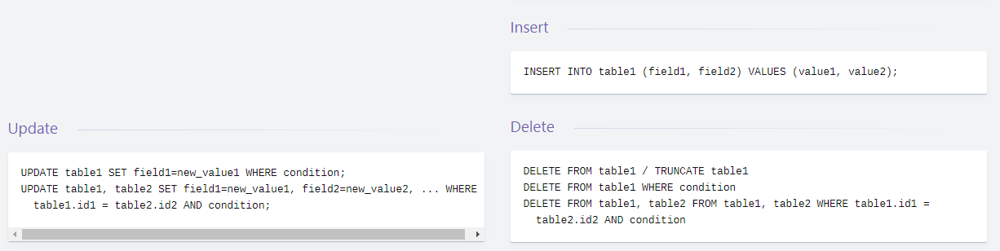 Insert
INSERT INTO table1 (field1, field2) VALUES (value1, value2);
Update
UPDATE table1 SET field1=new_value1 WHERE condition;
UPDATE table1, table2 SET field1=new_value1, field2=new_value2, ... WHERE
table1.id1 = table2.id2 AND condition;
Delete
DELETE FROM table1 / TRUNCATE table1
DELETE FROM table1 WHERE condition
DELETE FROM table1, table2 FROM table1, table2 WHERE table1.id1 =
table2.id2 AND condition